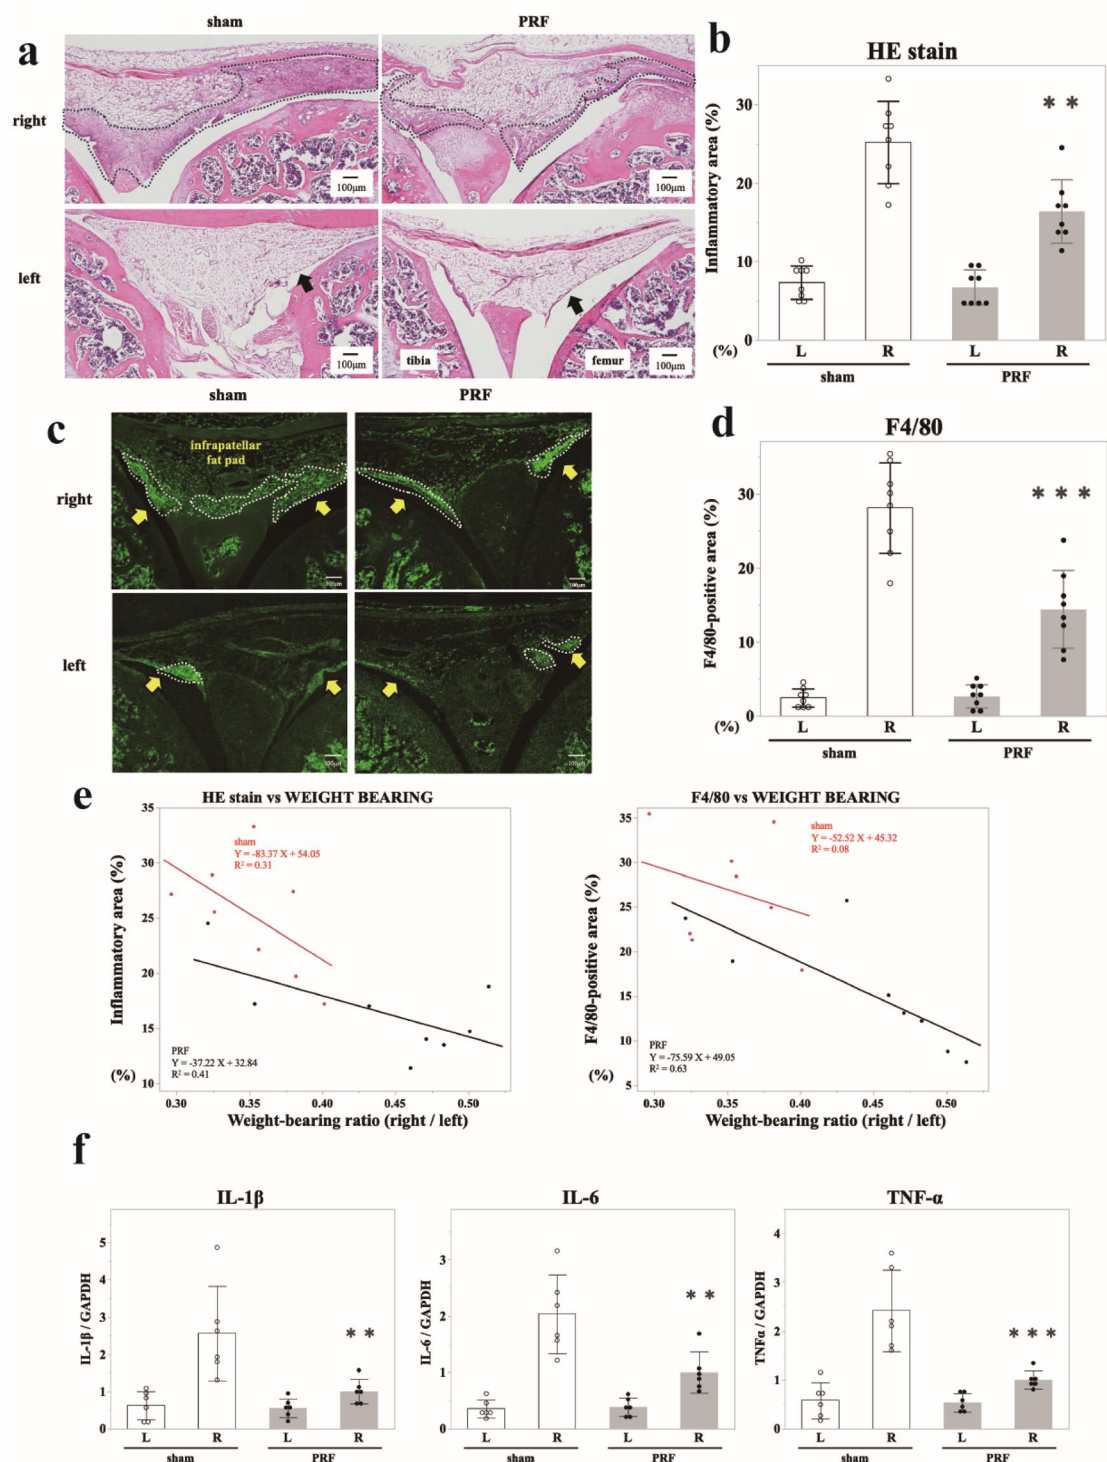 sham
PRF
a
right
100μm
100μm
left
100μm
tibia
femur
100μm
b
HE stain
Inflammatory area (%)
30
20
10
0
(%)
L
R
L
R
sham
PRF
✱ ✱
sham
PRF
c
infrapatellar
fat pad
right
100μm
100μm
left
100μm
100μm
d
F4/80
F4/80-positive area (%)
30
20
10
0
(%)
L
R
L
R
sham
PRF
✱ ✱ ✱
e
HE stain vs WEIGHT BEARING
Inflammatory area (%)
35
30
25
20
15
10
(%)
sham
Y = -83.37 X + 54.05
R² = 0.31
PRF
Y = -37.22 X + 32.84
R² = 0.41
0.30 0.35 0.40 0.45 0.50
Weight-bearing ratio (right / left)
F4/80 vs WEIGHT BEARING
F4/80-positive area (%)
35
30
25
20
15
10
5
(%)
sham
Y = -52.52 X + 45.32
R² = 0.08
PRF
Y = -75.59 X + 49.05
R² = 0.63
0.30 0.35 0.40 0.45 0.50
Weight-bearing ratio (right / left)
f
IL-1β
IL-1β / GAPDH
5
4
3
2
1
0
✱ ✱
L R L R
sham PRF
IL-6
IL-6 / GAPDH
3
2
1
0
✱ ✱
L R L R
sham PRF
TNF-α
TNFα / GAPDH
4
3
2
1
0
✱ ✱ ✱
L R L R
sham PRF